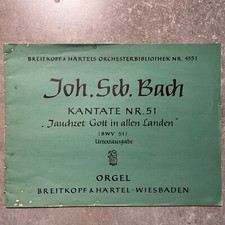 BREITKOPF & HÄRTELS ORCHESTERBIBLIOTHEK NR. 4551
Joh. Seb. Bach
KANTATE NR. 51
„Jauchzet Gott in allen Landen"
(BWV 51)
Urtextausgabe
ORGEL
BREITKOPF & HÄRTEL · WIESBADEN